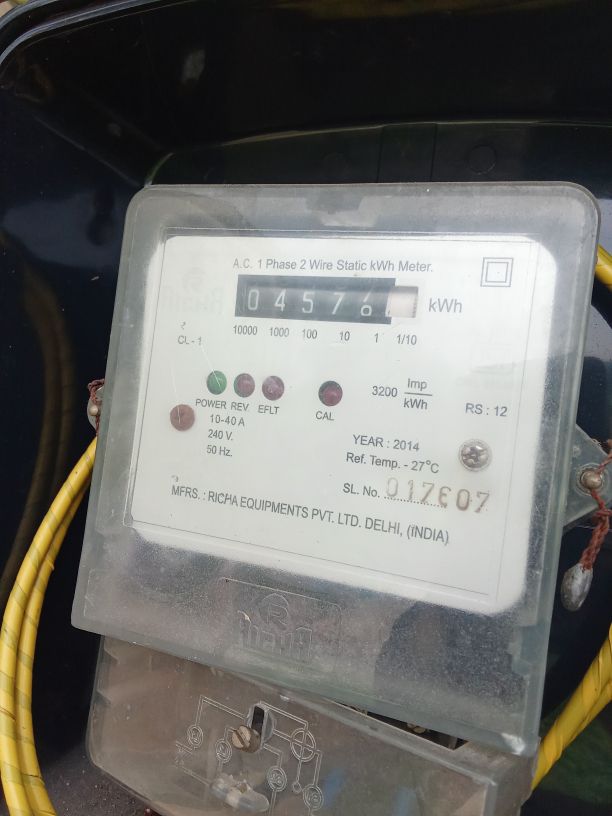 A.C. 1 Phase 2 Wire Static kWh Meter.
04576 kWh
10000 1000 100 10 1 1/10
₹
CL - 1
3200 Imp/kWh
POWER REV. EFLT CAL
RS : 12
10-40 A
240 V.
50 Hz.
YEAR : 2014
Ref. Temp. - 27°C
SL. No. 017607
MFRS. : RICHA EQUIPMENTS PVT. LTD. DELHI, (INDIA)